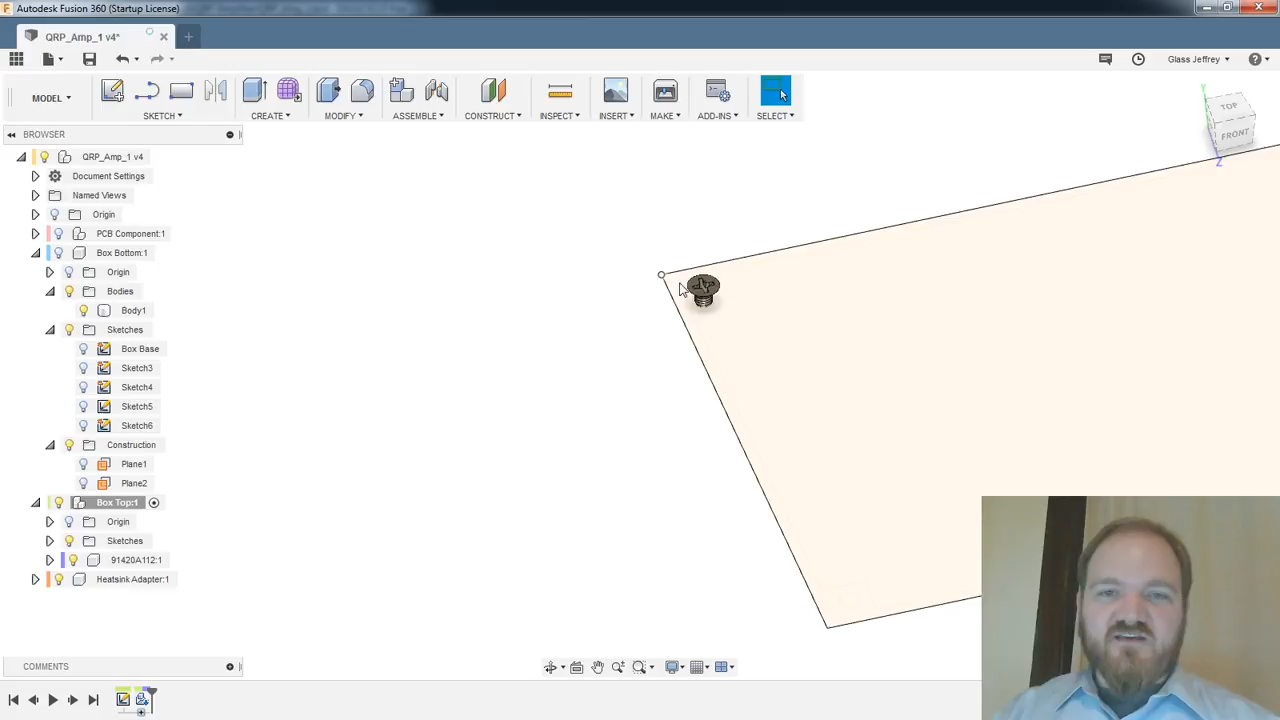 Autodesk Fusion 360 (Startup License)
QRP_Amp_1 v4*
Glass Jeffrey
MODEL
SKETCH
CREATE
MODIFY
ASSEMBLE
CONSTRUCT
INSPECT
INSERT
MAKE
ADD-INS
SELECT
TOP
FRONT
Y
Z
BROWSER
QRP_Amp_1 v4
Document Settings
Named Views
Origin
PCB Component:1
Box Bottom:1
Origin
Bodies
Body1
Sketches
Box Base
Sketch3
Sketch4
Sketch5
Sketch6
Construction
Plane1
Plane2
Box Top:1
Origin
Sketches
91420A112:1
Heatsink Adapter:1
COMMENTS